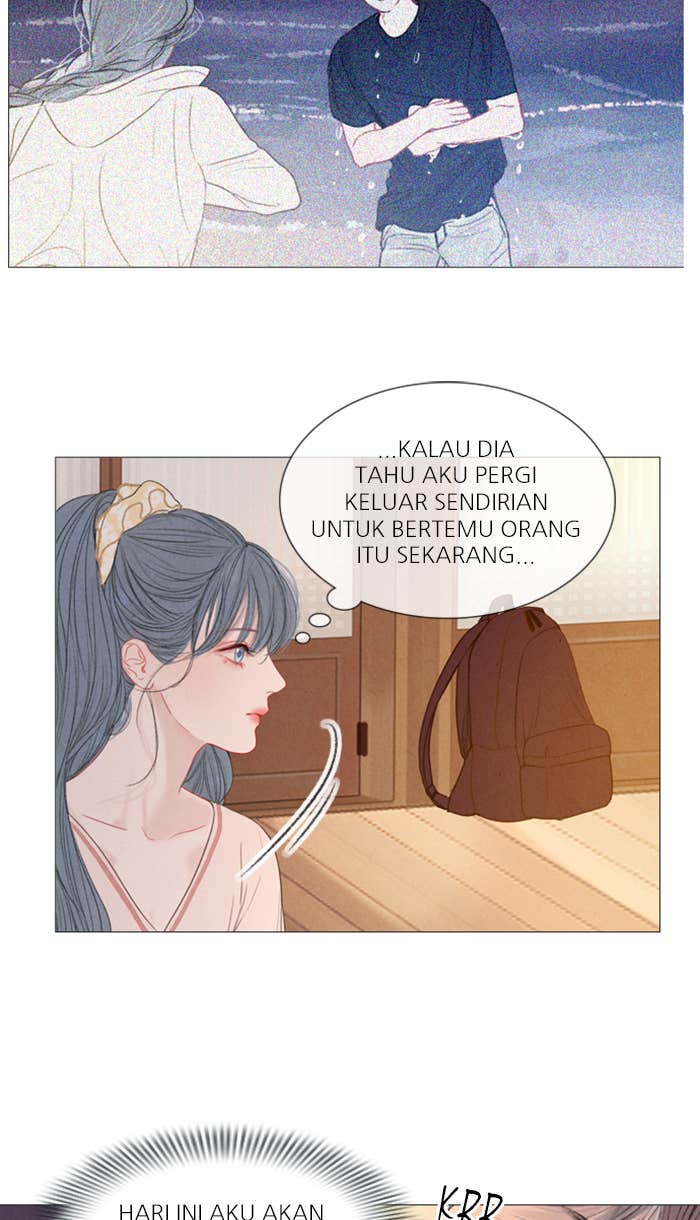 ...KALAU DIA
TAHU AKU PERGI
KELUAR SENDIRIAN
UNTUK BERTEMU ORANG
ITU SEKARANG...
HARI INI AKU AKAN
KRR